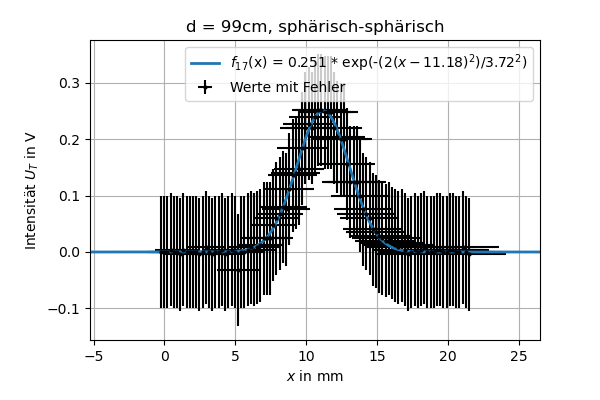 d = 99cm, sphärisch-sphärisch
f₁₇(x) = 0.251 * exp(-(2(x − 11.18)²)/3.72²)
Werte mit Fehler
Intensität U_T in V
0.3
0.2
0.1
0.0
−0.1
−5 0 5 10 15 20 25
x in mm